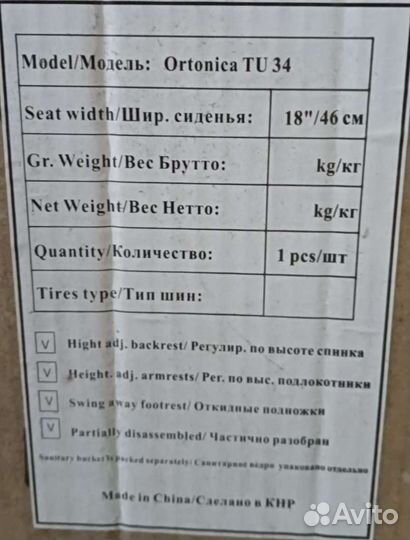 Model/Модель: Ortonica TU 34
Seat width/Шир. сиденья: 18"/46 см
Gr. Weight/Вес Брутто: kg/кг
Net Weight/Вес Нетто: kg/кг
Quantity/Количество: 1 pcs/шт
Tires type/Тип шин:
V Hight adj. backrest/ Регулир. по высоте спинка
V Height. adj. armrests/ Рег. по выс. подлокотники
V Swing away footrest/ Откидные подножки
V Partially disassembled/ Частично разобран
Sanitary bucket is packed separately/ Санитарное ведро упаковано отдельно
Made in China/Сделано в КНР
Avito